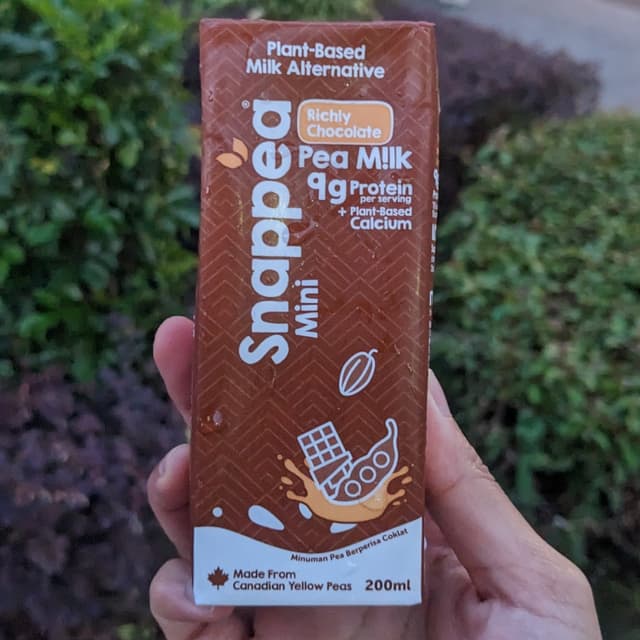 Plant-Based
Milk Alternative
Snappea®
Mini
Richly
Chocolate
Pea M!lk
9g Protein
per serving
+ Plant-Based
Calcium
Minuman Pea Berperisa Coklat
Made From
Canadian Yellow Peas
200ml